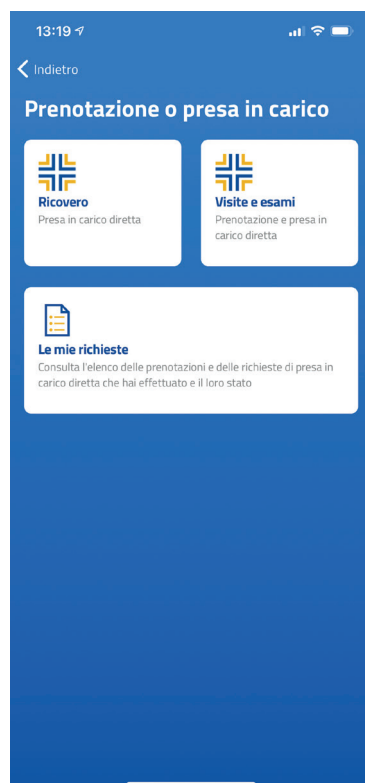 13:19
Indietro
Prenotazione o presa in carico
Ricovero
Presa in carico diretta
Visite e esami
Prenotazione e presa in
carico diretta
Le mie richieste
Consulta l'elenco delle prenotazioni e delle richieste di presa in
carico diretta che hai effettuato e il loro stato